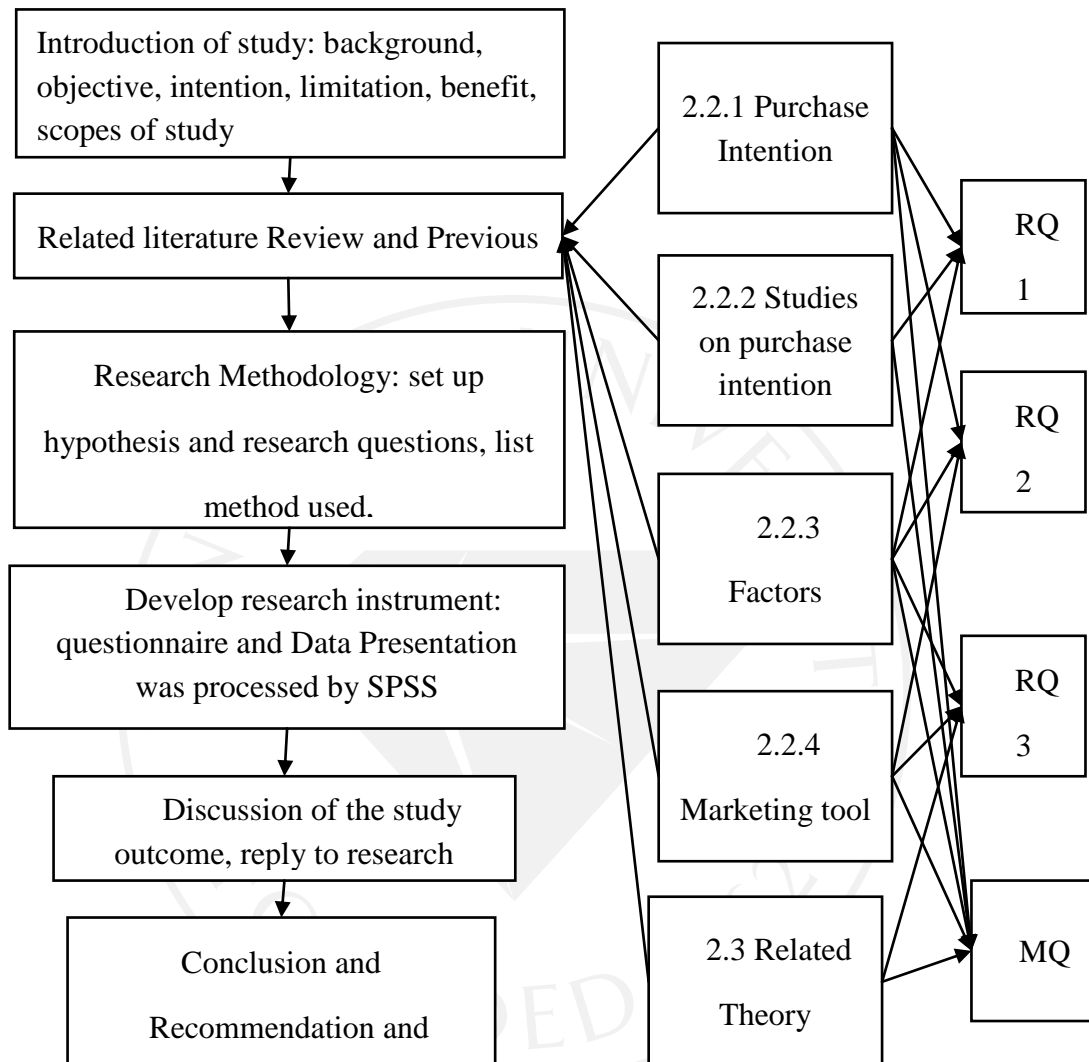 Introduction of study: background,
objective, intention, limitation, benefit,
scopes of study
Related literature Review and Previous
Research Methodology: set up
hypothesis and research questions, list
method used.
Develop research instrument:
questionnaire and Data Presentation
was processed by SPSS
Discussion of the study
outcome, reply to research
Conclusion and
Recommendation and
2.2.1 Purchase
Intention
2.2.2 Studies
on purchase
intention
2.2.3
Factors
2.2.4
Marketing tool
2.3 Related
Theory
RQ
1
RQ
2
RQ
3
MQ